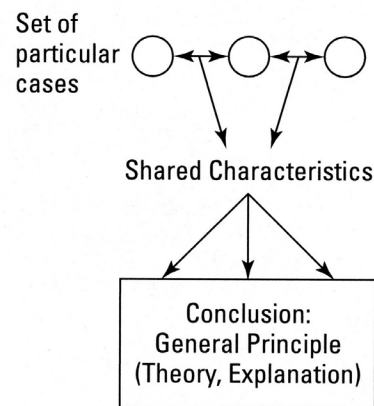 Set of
particular
cases
Shared Characteristics
Conclusion:
General Principle
(Theory, Explanation)